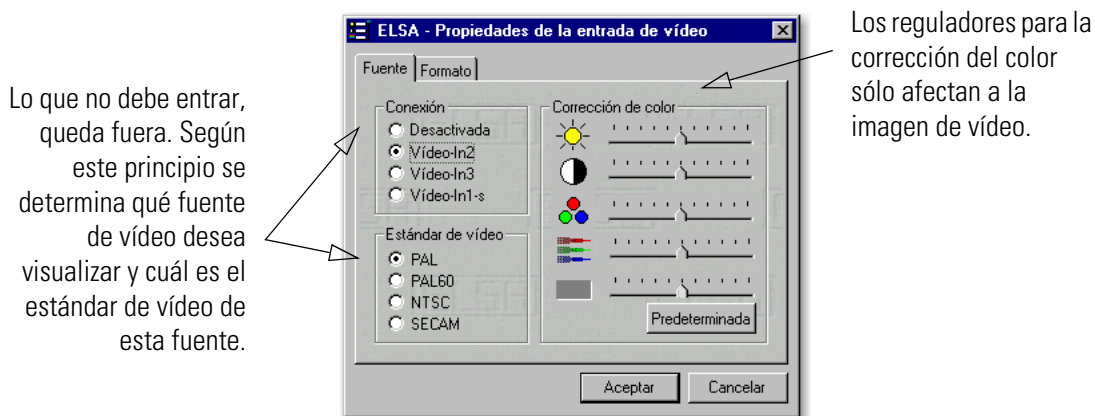 Lo que no debe entrar,
queda fuera. Según
este principio se
determina qué fuente
de vídeo desea
visualizar y cuál es el
estándar de vídeo de
esta fuente.
ELSA - Propiedades de la entrada de vídeo
Fuente Formato
Conexión
Desactivada
Vídeo-In2
Vídeo-In3
Vídeo-In1-s
Estándar de vídeo
PAL
PAL60
NTSC
SECAM
Corrección de color
Predeterminada
Aceptar Cancelar
Los reguladores para la
corrección del color
sólo afectan a la
imagen de vídeo.